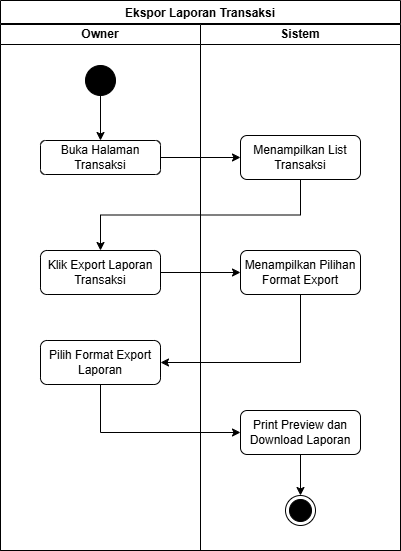 Ekspor Laporan Transaksi
Owner
Sistem
Buka Halaman
Transaksi
Menampilkan List
Transaksi
Klik Export Laporan
Transaksi
Menampilkan Pilihan
Format Export
Pilih Format Export
Laporan
Print Preview dan
Download Laporan